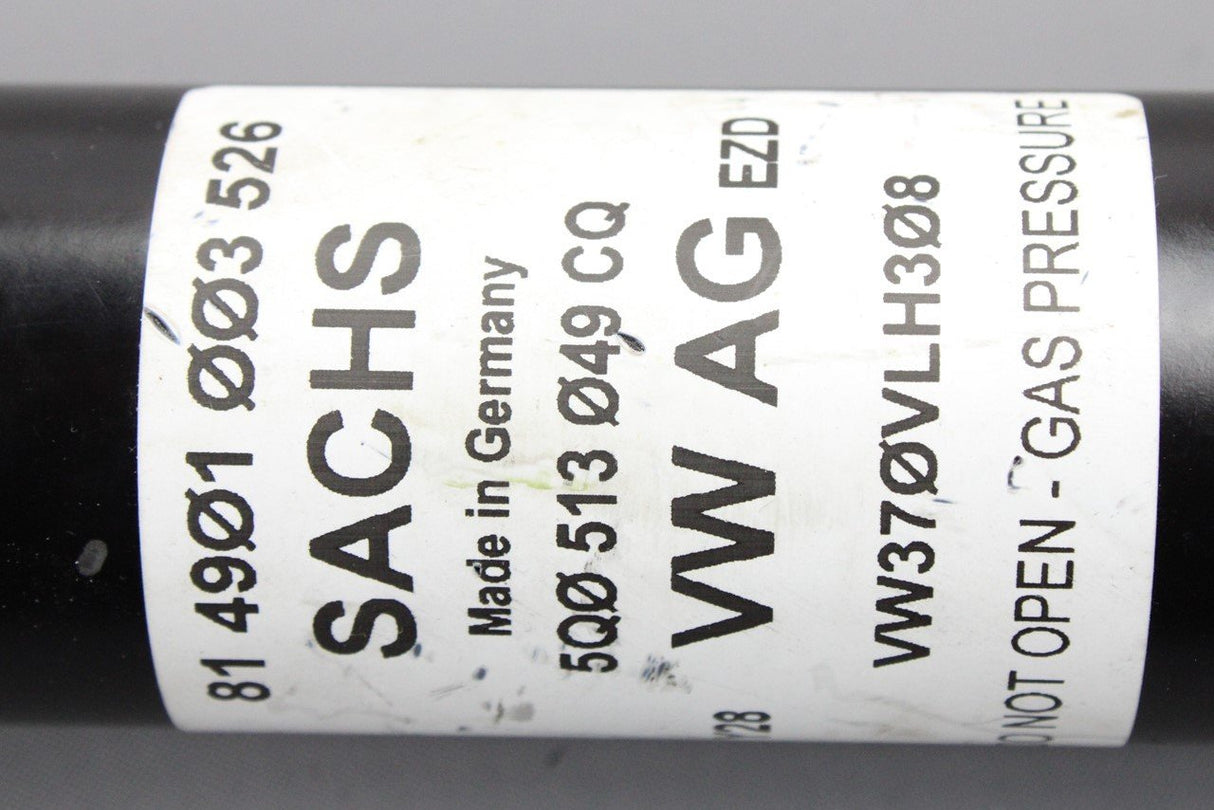 81 49Ø1 ØØ3 526
SACHS
Made in Germany
5QØ 513 Ø49 CQ
VW AG EZD
VW37ØVLH3Ø8
NOT OPEN - GAS PRESSURE